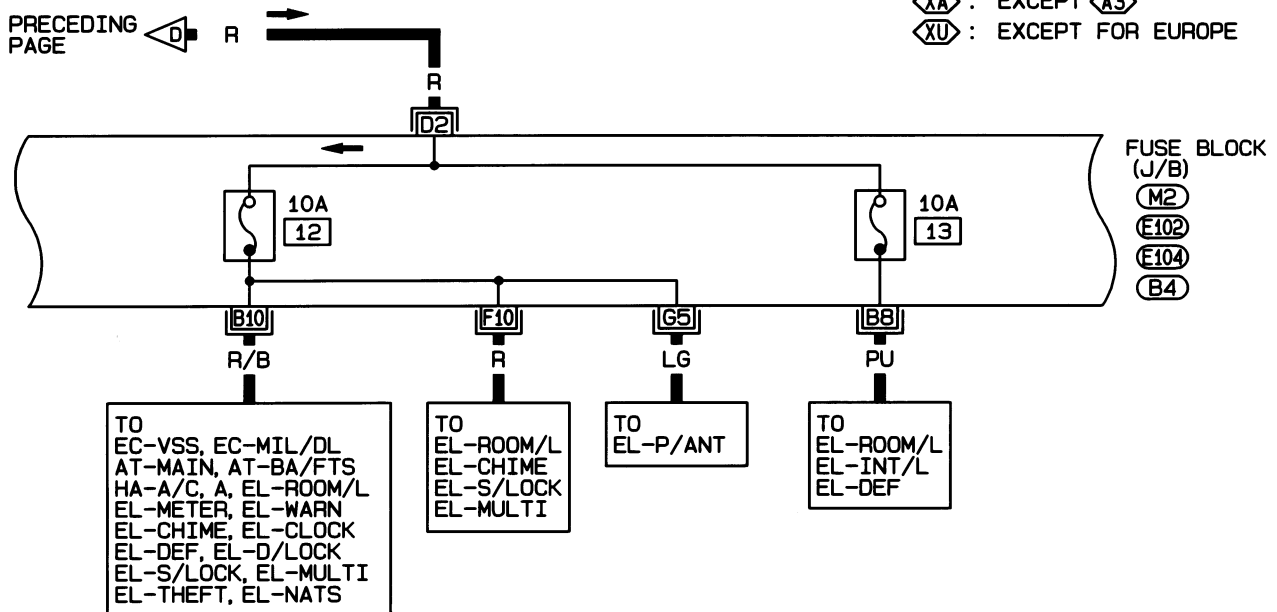 PRECEDING
PAGE
D
R
XA : EXCEPT A3
XU : EXCEPT FOR EUROPE
R
D2
FUSE BLOCK
(J/B)
M2
E102
E104
B4
10A
12
10A
13
B10
F10
G5
B8
R/B
R
LG
PU
TO
EC-VSS, EC-MIL/DL
AT-MAIN, AT-BA/FTS
HA-A/C, A, EL-ROOM/L
EL-METER, EL-WARN
EL-CHIME, EL-CLOCK
EL-DEF, EL-D/LOCK
EL-S/LOCK, EL-MULTI
EL-THEFT, EL-NATS
TO
EL-ROOM/L
EL-CHIME
EL-S/LOCK
EL-MULTI
TO
EL-P/ANT
TO
EL-ROOM/L
EL-INT/L
EL-DEF